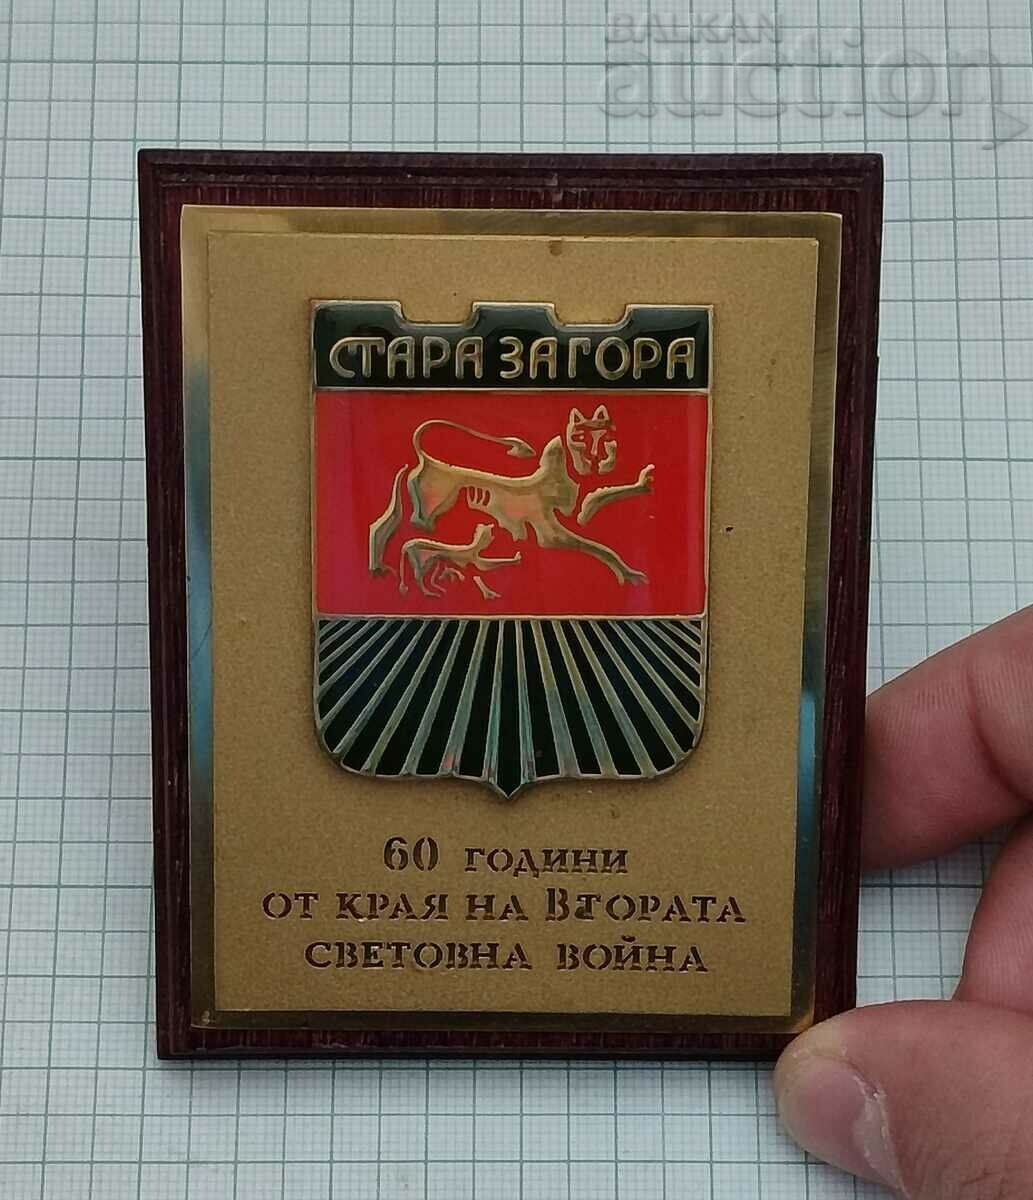 BALKAN
auction
СТАРА ЗАГОРА
60 ГОДИНИ
ОТ КРАЯ НА ВТОРАТА
СВЕТОВНА ВОЙНА